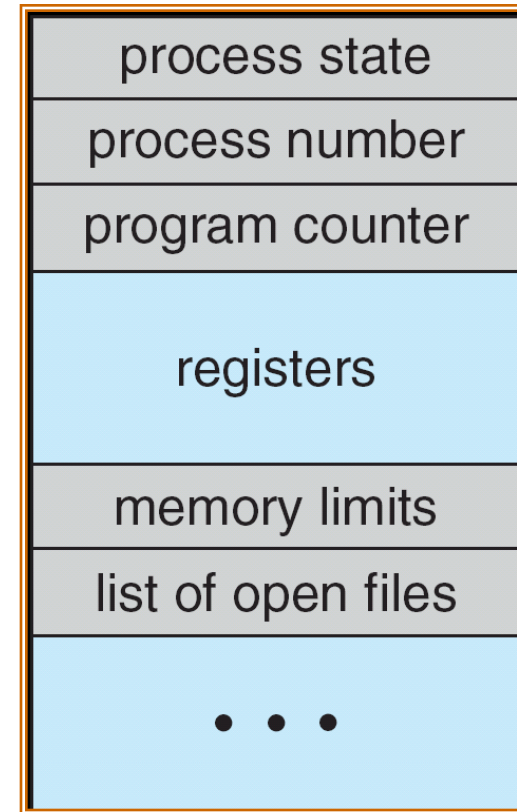 process state
process number
program counter
registers
memory limits
list of open files
• • •